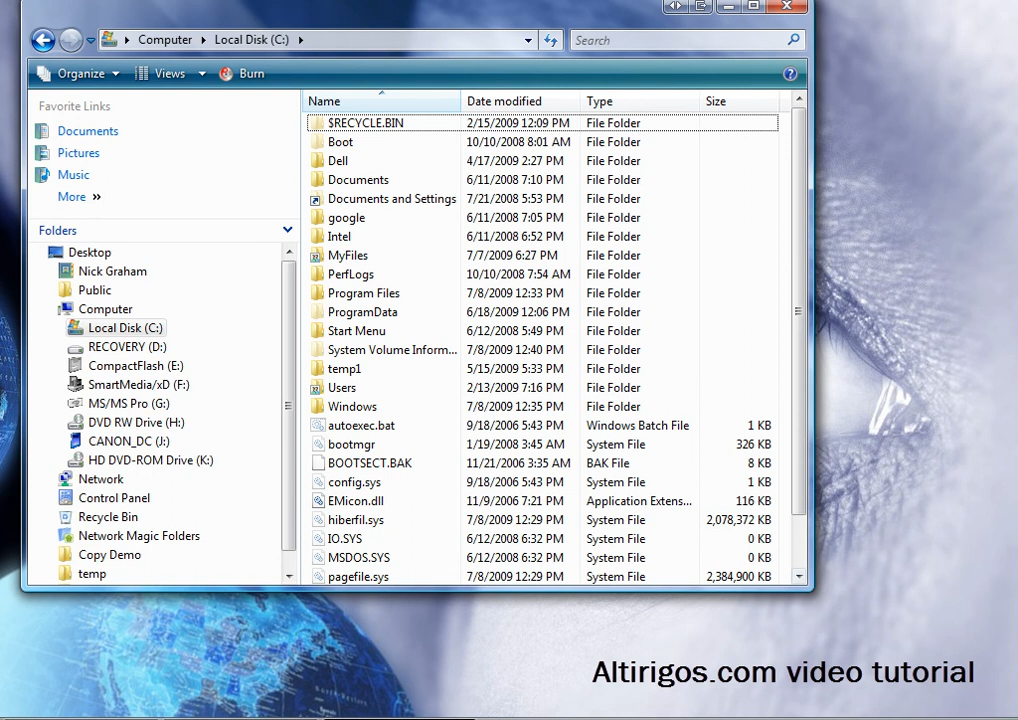 Computer Local Disk (C:) Search
Organize Views Burn
Favorite Links
Documents
Pictures
Music
More »
Folders
Desktop
Nick Graham
Public
Computer
Local Disk (C:)
RECOVERY (D:)
CompactFlash (E:)
SmartMedia/xD (F:)
MS/MS Pro (G:)
DVD RW Drive (H:)
CANON_DC (J:)
HD DVD-ROM Drive (K:)
Network
Control Panel
Recycle Bin
Network Magic Folders
Copy Demo
temp
Name Date modified Type Size
$RECYCLE.BIN 2/15/2009 12:09 PM File Folder
Boot 10/10/2008 8:01 AM File Folder
Dell 4/17/2009 2:27 PM File Folder
Documents 6/11/2008 7:10 PM File Folder
Documents and Settings 7/21/2008 5:53 PM File Folder
google 6/11/2008 7:05 PM File Folder
Intel 6/11/2008 6:52 PM File Folder
MyFiles 7/7/2009 6:27 PM File Folder
PerfLogs 10/10/2008 7:54 AM File Folder
Program Files 7/8/2009 12:33 PM File Folder
ProgramData 6/18/2009 12:06 PM File Folder
Start Menu 6/12/2008 5:49 PM File Folder
System Volume Inform... 7/8/2009 12:40 PM File Folder
temp1 5/15/2009 5:33 PM File Folder
Users 2/13/2009 7:16 PM File Folder
Windows 7/8/2009 12:35 PM File Folder
autoexec.bat 9/18/2006 5:43 PM Windows Batch File 1 KB
bootmgr 1/19/2008 3:45 AM System File 326 KB
BOOTSECT.BAK 11/21/2006 3:35 AM BAK File 8 KB
config.sys 9/18/2006 5:43 PM System File 1 KB
EMicon.dll 11/9/2006 7:21 PM Application Extens... 116 KB
hiberfil.sys 7/8/2009 12:29 PM System File 2,078,372 KB
IO.SYS 6/12/2008 6:32 PM System File 0 KB
MSDOS.SYS 6/12/2008 6:32 PM System File 0 KB
pagefile.sys 7/8/2009 12:29 PM System File 2,384,900 KB
Altirigos.com video tutorial